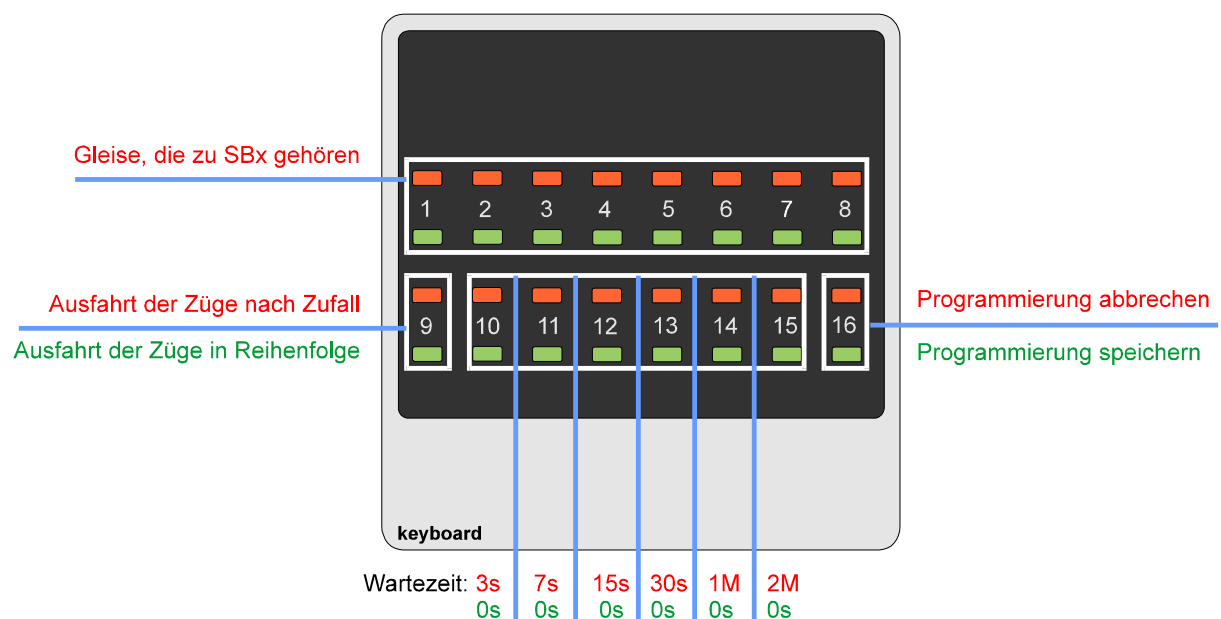 Gleise, die zu SBx gehören
1 2 3 4 5 6 7 8
Ausfahrt der Züge nach Zufall
Ausfahrt der Züge in Reihenfolge
9 10 11 12 13 14 15 16
Programmierung abbrechen
Programmierung speichern
keyboard
Wartezeit: 3s 7s 15s 30s 1M 2M
0s 0s 0s 0s 0s 0s